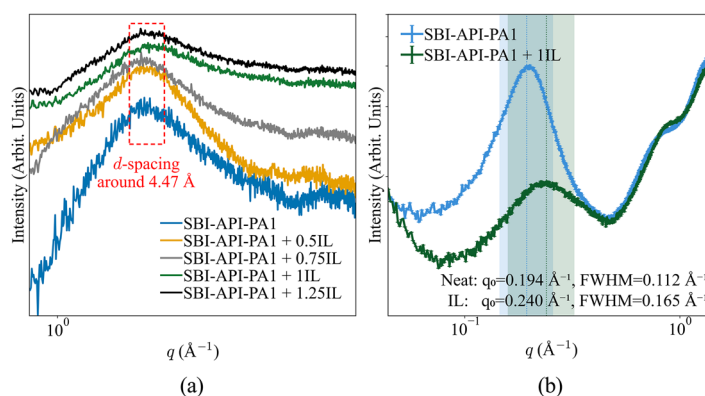 (a)
Intensity (Arbit. Units)
d-spacing
around 4.47 Å
SBI-API-PA1
SBI-API-PA1 + 0.5IL
SBI-API-PA1 + 0.75IL
SBI-API-PA1 + 1IL
SBI-API-PA1 + 1.25IL
10⁰
q (Å⁻¹)
(a)
(b)
Intensity (Arbit. Units)
SBI-API-PA1
SBI-API-PA1 + 1IL
Neat: q₀=0.194 Å⁻¹, FWHM=0.112 Å⁻¹
IL: q₀=0.240 Å⁻¹, FWHM=0.165 Å⁻¹
10⁻¹
10⁰
q (Å⁻¹)
(b)